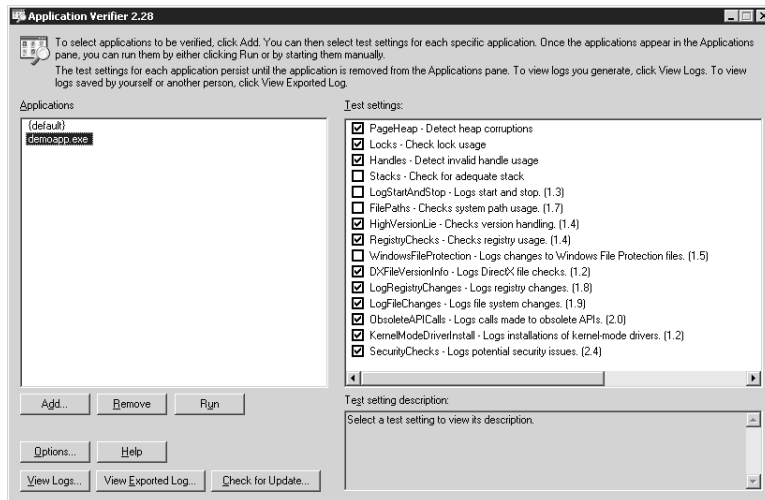 Application Verifier 2.28
To select applications to be verified, click Add. You can then select test settings for each specific application. Once the applications appear in the Applications
pane, you can run them by either clicking Run or by starting them manually.
The test settings for each application persist until the application is removed from the Applications pane. To view logs you generate, click View Logs. To view
logs saved by yourself or another person, click View Exported Log.
Applications
{default}
demoapp.exe
Add...
Remove
Run
Options...
Help
View Logs...
View Exported Log...
Check for Update...
Test settings:
PageHeap - Detect heap corruptions
Locks - Check lock usage
Handles - Detect invalid handle usage
Stacks - Check for adequate stack
LogStartAndStop - Logs start and stop. (1.3)
FilePaths - Checks system path usage. (1.7)
HighVersionLie - Checks version handling. (1.4)
RegistryChecks - Checks registry usage. (1.4)
WindowsFileProtection - Logs changes to Windows File Protection files. (1.5)
DXFileVersionInfo - Logs DirectX file checks. (1.2)
LogRegistryChanges - Logs registry changes. (1.8)
LogFileChanges - Logs file system changes. (1.9)
ObsoleteAPICalls - Logs calls made to obsolete APIs. (2.0)
KernelModeDriverInstall - Logs installations of kernel-mode drivers. (1.2)
SecurityChecks - Logs potential security issues. (2.4)
Test setting description:
Select a test setting to view its description.